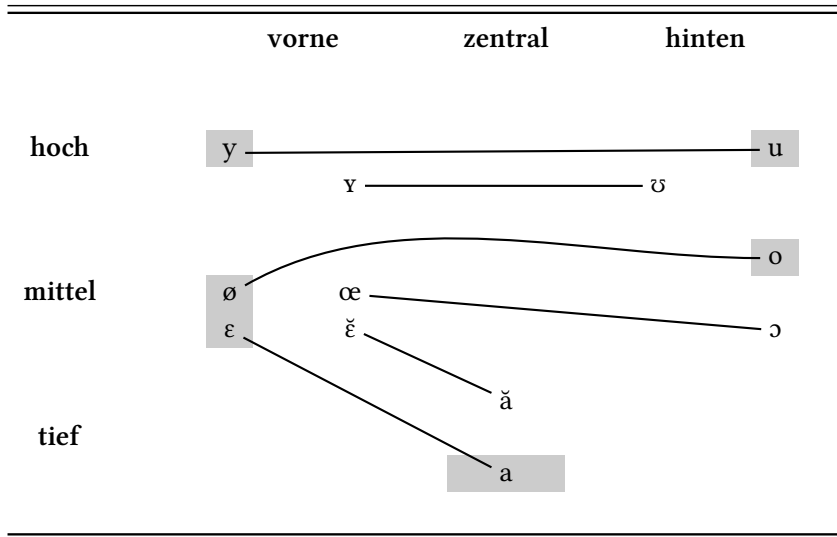 vorne zentral hinten
hoch y u
ʏ ʊ
o
mittel ø œ
ɛ ɛ̆ ɔ
ă
tief
a